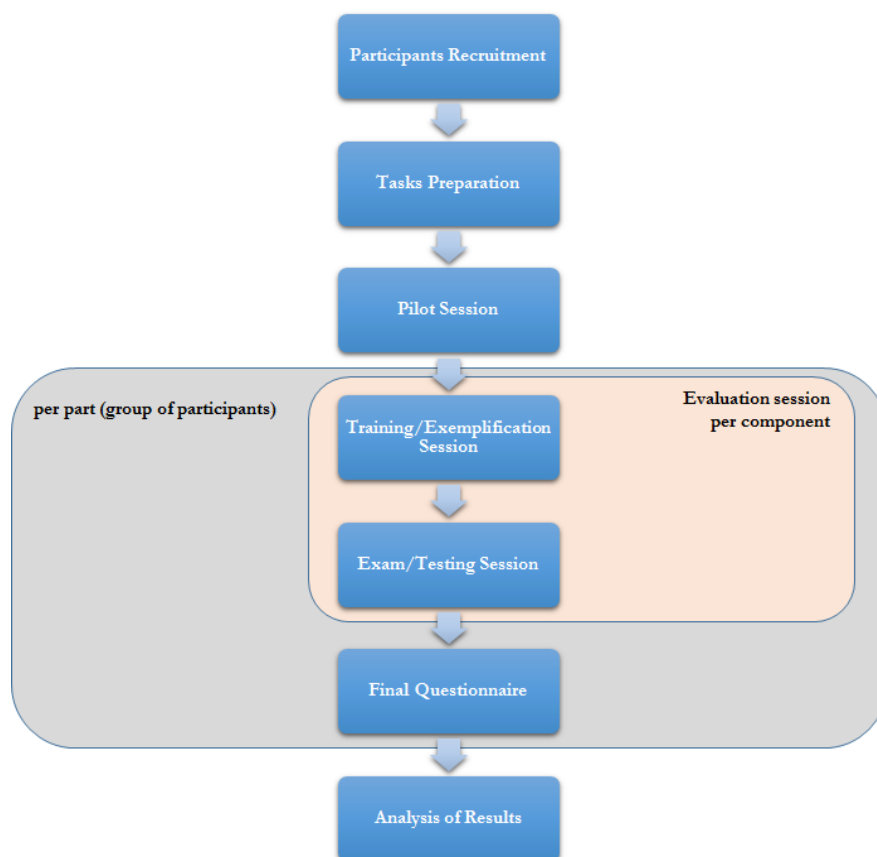 Participants Recruitment
Tasks Preparation
Pilot Session
per part (group of participants)
Evaluation session
per component
Training/Exemplification
Session
Exam/Testing Session
Final Questionnaire
Analysis of Results